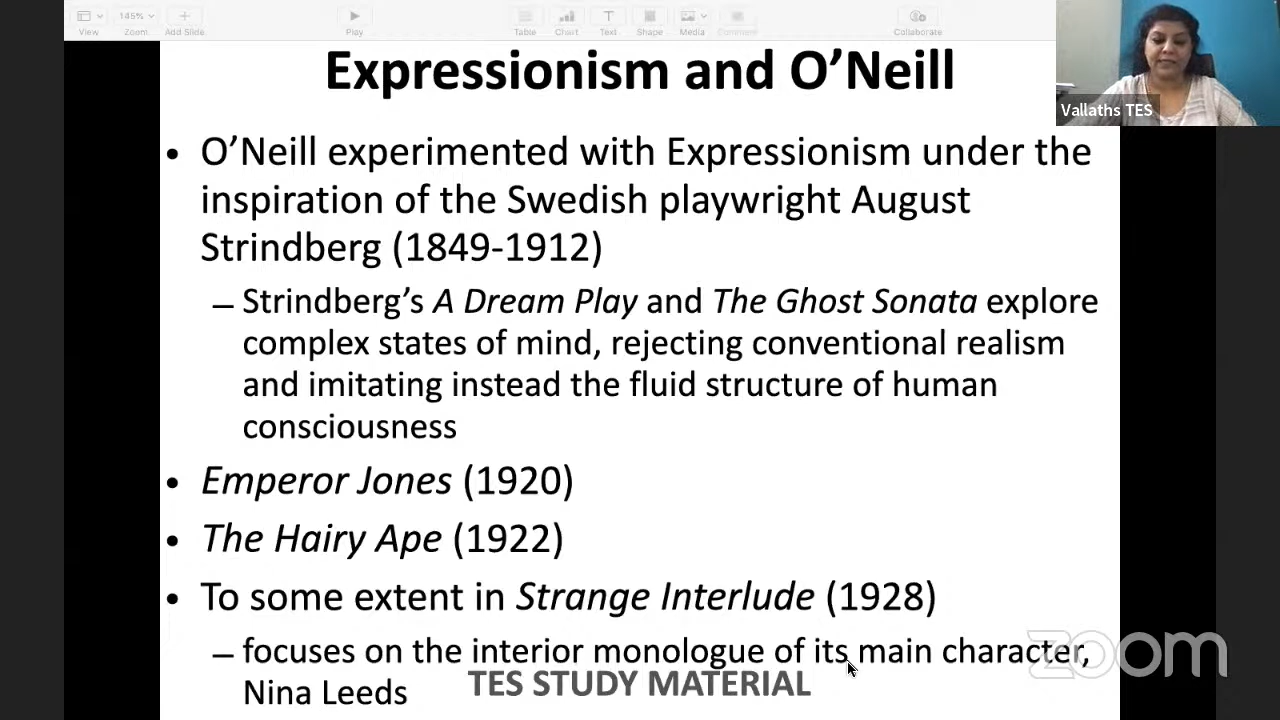 145%
View Zoom Add Slide Play Table Chart Text Shape Media Comment Collaborate
Expressionism and O’Neill
Vallaths TES
• O’Neill experimented with Expressionism under the
inspiration of the Swedish playwright August
Strindberg (1849-1912)
– Strindberg’s A Dream Play and The Ghost Sonata explore
complex states of mind, rejecting conventional realism
and imitating instead the fluid structure of human
consciousness
• Emperor Jones (1920)
• The Hairy Ape (1922)
• To some extent in Strange Interlude (1928)
– focuses on the interior monologue of its main character,
Nina Leeds
TES STUDY MATERIAL
zoom